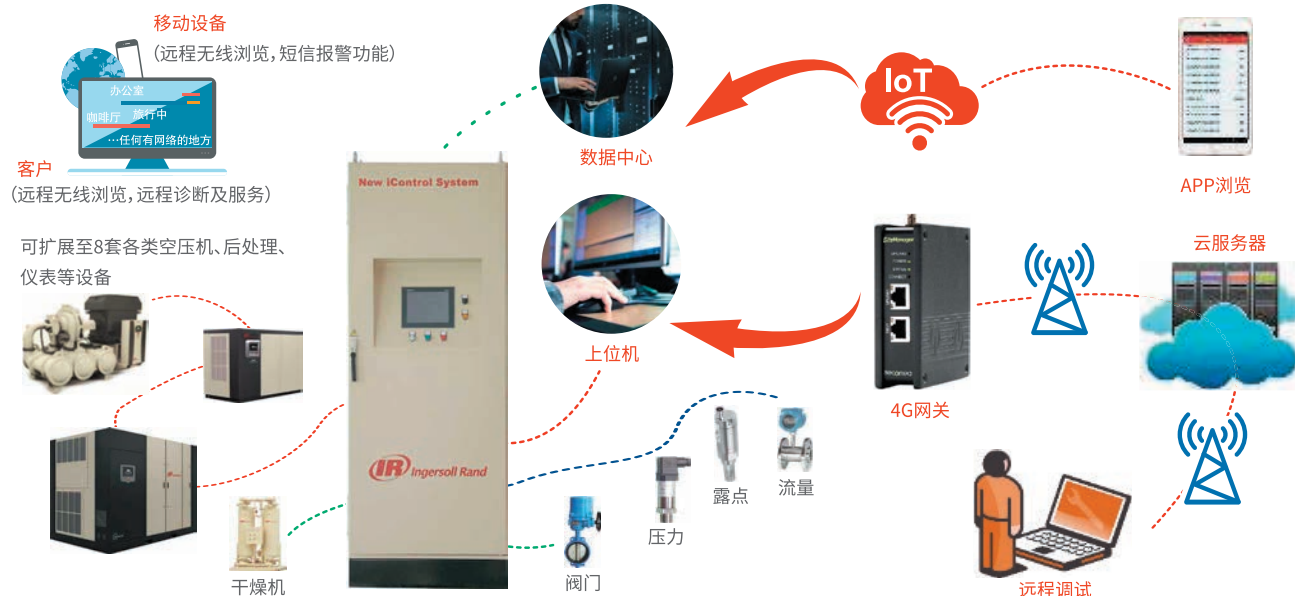 移动设备
（远程无线浏览，短信报警功能）
办公室
咖啡厅
旅行中
…任何有网络的地方
客户
（远程无线浏览，远程诊断及服务）
可扩展至8套各类空压机、后处理、
仪表等设备
干燥机
New iControl System
IR Ingersoll Rand
数据中心
上位机
阀门
压力
露点
流量
IoT
APP浏览
4G网关
云服务器
远程调试